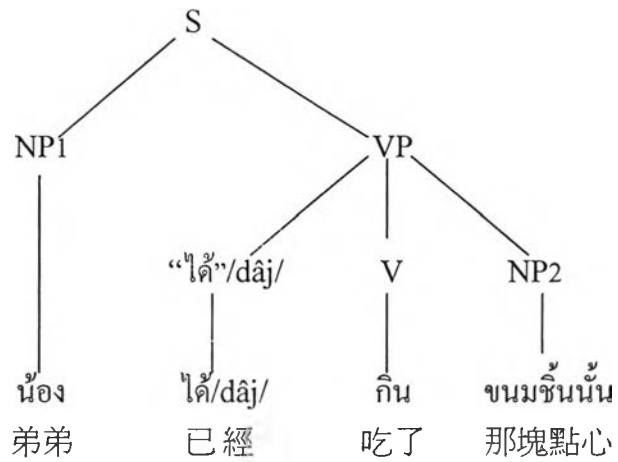 S
NP1 VP
“ได้”/dâj/ V NP2
น้อง ได้/dâj/ กิน ขนมชิ้นนั้น
弟弟 已經 吃了 那塊點心